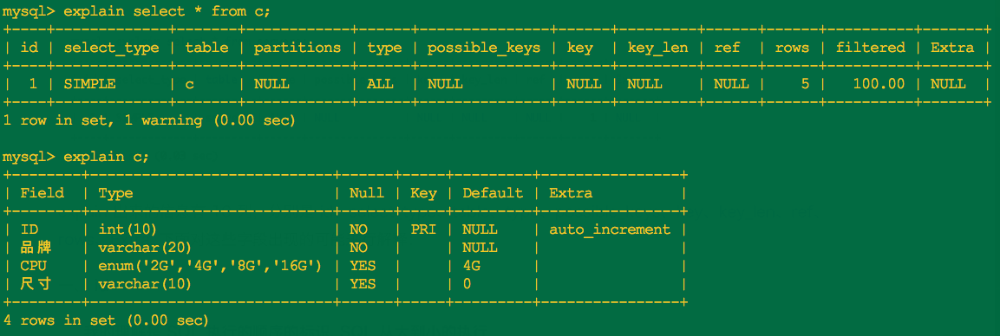 mysql> explain select * from c;
+----+-------------+-------+------------+------+---------------+------+---------+------+------+----------+-------+
| id | select_type | table | partitions | type | possible_keys | key | key_len | ref | rows | filtered | Extra |
+----+-------------+-------+------------+------+---------------+------+---------+------+------+----------+-------+
| 1 | SIMPLE | c | NULL | ALL | NULL | NULL | NULL | NULL | 5 | 100.00 | NULL |
+----+-------------+-------+------------+------+---------------+------+---------+------+------+----------+-------+
1 row in set, 1 warning (0.00 sec)
mysql> explain c;
+--------+----------------------------+------+-----+---------+----------------+
| Field | Type | Null | Key | Default | Extra |
+--------+----------------------------+------+-----+---------+----------------+
| ID | int(10) | NO | PRI | NULL | auto_increment |
| 品牌 | varchar(20) | NO | | NULL | |
| CPU | enum('2G','4G','8G','16G') | YES | | 4G | |
| 尺寸 | varchar(10) | YES | | 0 | |
+--------+----------------------------+------+-----+---------+----------------+
4 rows in set (0.00 sec)